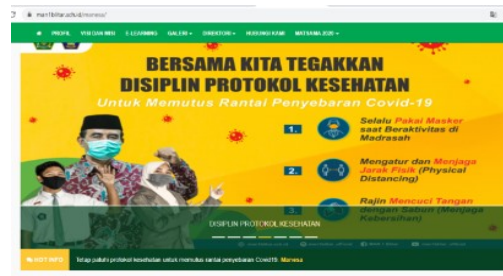 man1blitar.sch.id/manesa/
PROFIL VISI DAN MISI E-LEARNING GALERI DIREKTORI HUBUNGI KAMI MATSAMA 2020
BERSAMA KITA TEGAKKAN
DISIPLIN PROTOKOL KESEHATAN
Untuk Memutus Rantai Penyebaran Covid-19
1. Selalu Pakai Masker
saat Beraktivitas di
Madrasah
2. Mengatur dan Menjaga
Jarak Fisik (Physical
Distancing)
3. Rajin Mencuci Tangan
dengan Sabun (Menjaga
Kebersihan)
DISIPLIN PROTOKOL KESEHATAN
HOT INFO Tetap patuhi protokol kesehatan untuk memutus rantai penyebaran Covid19. Manesa